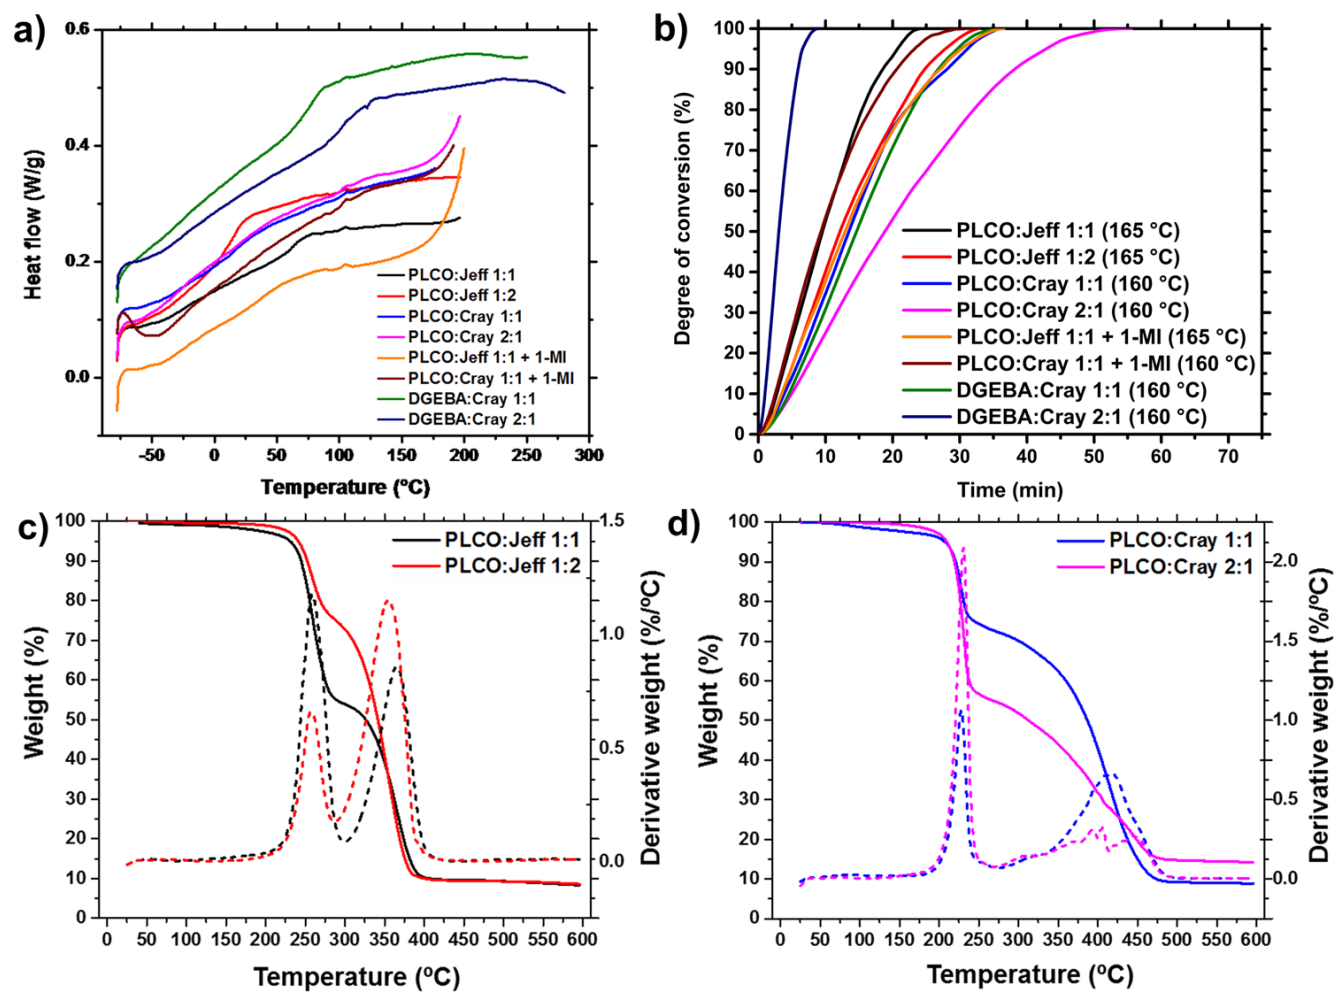 a)
0.6
0.4
0.2
0.0
Heat flow (W/g)
-50 0 50 100 150 200 250 300
Temperature (ºC)
PLCO:Jeff 1:1
PLCO:Jeff 1:2
PLCO:Cray 1:1
PLCO:Cray 2:1
PLCO:Jeff 1:1 + 1-MI
PLCO:Cray 1:1 + 1-MI
DGEBA:Cray 1:1
DGEBA:Cray 2:1
b)
100
90
80
70
60
50
40
30
20
10
0
Degree of conversion (%)
0 10 20 30 40 50 60 70
Time (min)
PLCO:Jeff 1:1 (165 °C)
PLCO:Jeff 1:2 (165 °C)
PLCO:Cray 1:1 (160 °C)
PLCO:Cray 2:1 (160 °C)
PLCO:Jeff 1:1 + 1-MI (165 °C)
PLCO:Cray 1:1 + 1-MI (160 °C)
DGEBA:Cray 1:1 (160 °C)
DGEBA:Cray 2:1 (160 °C)
c)
100
90
80
70
60
50
40
30
20
10
0
Weight (%)
0 50 100 150 200 250 300 350 400 450 500 550 600
Temperature (ºC)
1.5
1.0
0.5
0.0
Derivative weight (%/ºC)
PLCO:Jeff 1:1
PLCO:Jeff 1:2
d)
100
90
80
70
60
50
40
30
20
10
0
Weight (%)
0 50 100 150 200 250 300 350 400 450 500 550 600
Temperature (ºC)
2.0
1.5
1.0
0.5
0.0
Derivative weight (%/ºC)
PLCO:Cray 1:1
PLCO:Cray 2:1